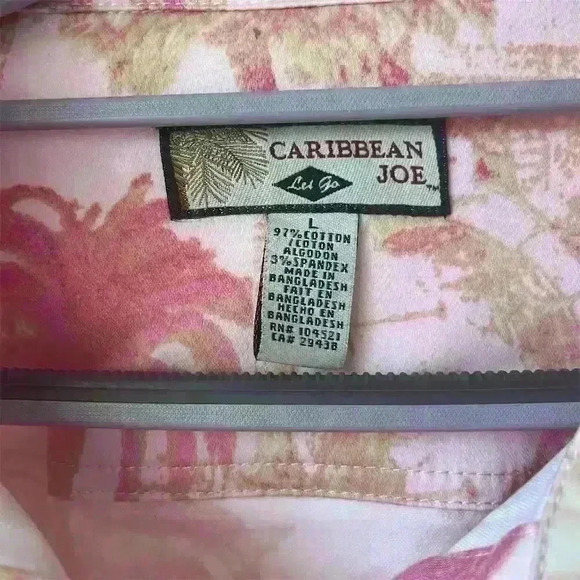 CARIBBEAN
JOE™
Let Go
L
97%COTTON
/COTON
ALGODON
3%SPANDEX
MADE IN
BANGLADESH
FAIT EN
BANGLADESH
HECHO EN
BANGLADESH
RN# 104521
CA# 29438